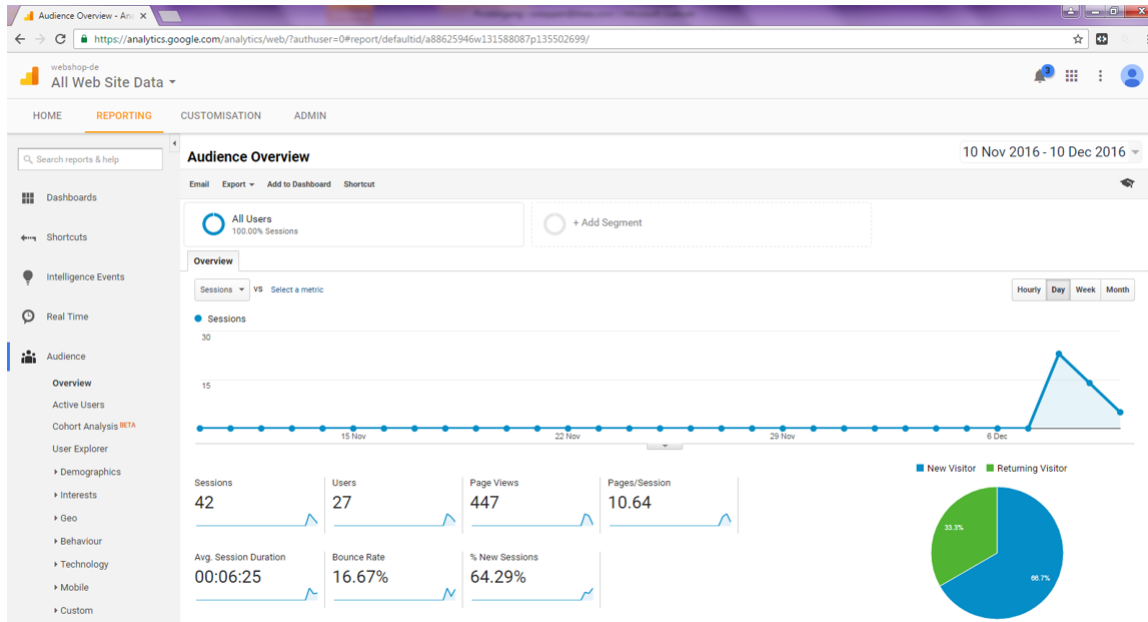 Audience Overview - Ana
https://analytics.google.com/analytics/web/?authuser=0#report/defaultid/a88625946w131588087p135502699/
webshop-de
All Web Site Data
3
HOME REPORTING CUSTOMISATION ADMIN
Search reports & help
Dashboards
Shortcuts
Intelligence Events
Real Time
Audience
Overview
Active Users
Cohort Analysis BETA
User Explorer
Demographics
Interests
Geo
Behaviour
Technology
Mobile
Custom
Audience Overview
10 Nov 2016 - 10 Dec 2016
Email Export Add to Dashboard Shortcut
All Users
100.00% Sessions
+ Add Segment
Overview
Sessions VS Select a metric
Hourly Day Week Month
Sessions
30
15
15 Nov 22 Nov 29 Nov 6 Dec
New Visitor Returning Visitor
Sessions
42
Users
27
Page Views
447
Pages/Session
10.64
Avg. Session Duration
00:06:25
Bounce Rate
16.67%
% New Sessions
64.29%
33.3%
66.7%